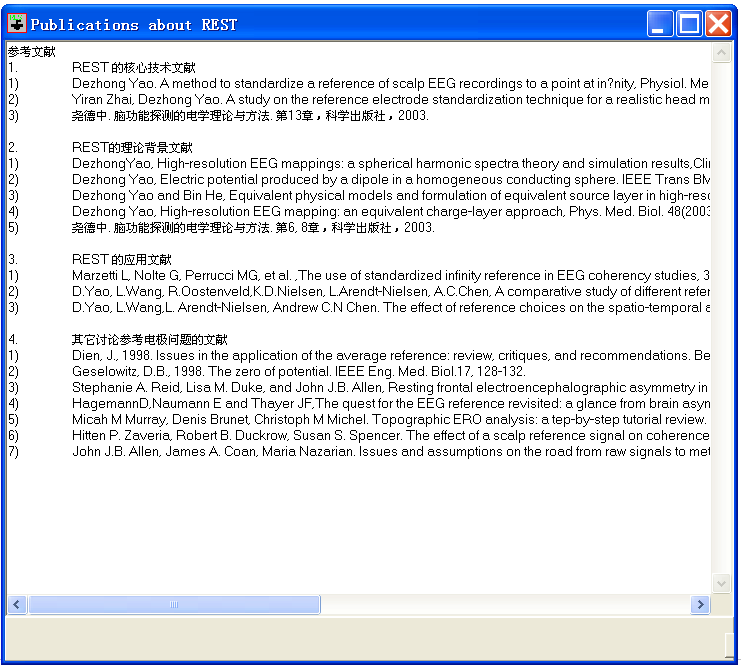 Publications about REST
参考文献
1. REST的核心技术文献
1) Dezhong Yao. A method to standardize a reference of scalp EEG recordings to a point at in?nity, Physiol. Me
2) Yiran Zhai, Dezhong Yao. A study on the reference electrode standardization technique for a realistic head m
3) 尧德中. 脑功能探测的电学理论与方法. 第13章，科学出版社，2003.
2. REST的理论背景文献
1) DezhongYao, High-resolution EEG mappings: a spherical harmonic spectra theory and simulation results,Clin
2) Dezhong Yao, Electric potential produced by a dipole in a homogeneous conducting sphere. IEEE Trans BM
3) Dezhong Yao and Bin He, Equivalent physical models and formulation of equivalent source layer in high-reso
4) Dezhong Yao, High-resolution EEG mapping: an equivalent charge-layer approach, Phys. Med. Biol. 48(2003
5) 尧德中. 脑功能探测的电学理论与方法. 第6, 8章，科学出版社，2003.
3. REST的应用文献
1) Marzetti L, Nolte G, Perrucci MG, et al. ,The use of standardized infinity reference in EEG coherency studies, 3
2) D.Yao, L.Wang, R.Oostenveld,K.D.Nielsen, L.Arendt-Nielsen, A.C.Chen, A comparative study of different refer
3) D.Yao, L.Wang,L. Arendt-Nielsen, Andrew C.N Chen. The effect of reference choices on the spatio-temporal a
4. 其它讨论参考电极问题的文献
1) Dien, J., 1998. Issues in the application of the average reference: review, critiques, and recommendations. Be
2) Geselowitz, D.B., 1998. The zero of potential. IEEE Eng. Med. Biol.17, 128-132.
3) Stephanie A. Reid, Lisa M. Duke, and John J.B. Allen, Resting frontal electroencephalographic asymmetry in
4) HagemannD,Naumann E and Thayer JF,The quest for the EEG reference revisited: a glance from brain asym
5) Micah M Murray, Denis Brunet, Christoph M Michel. Topographic ERO analysis: a tep-by-step tutorial review.
6) Hitten P. Zaveria, Robert B. Duckrow, Susan S. Spencer. The effect of a scalp reference signal on coherence
7) John J.B. Allen, James A. Coan, Maria Nazarian. Issues and assumptions on the road from raw signals to met